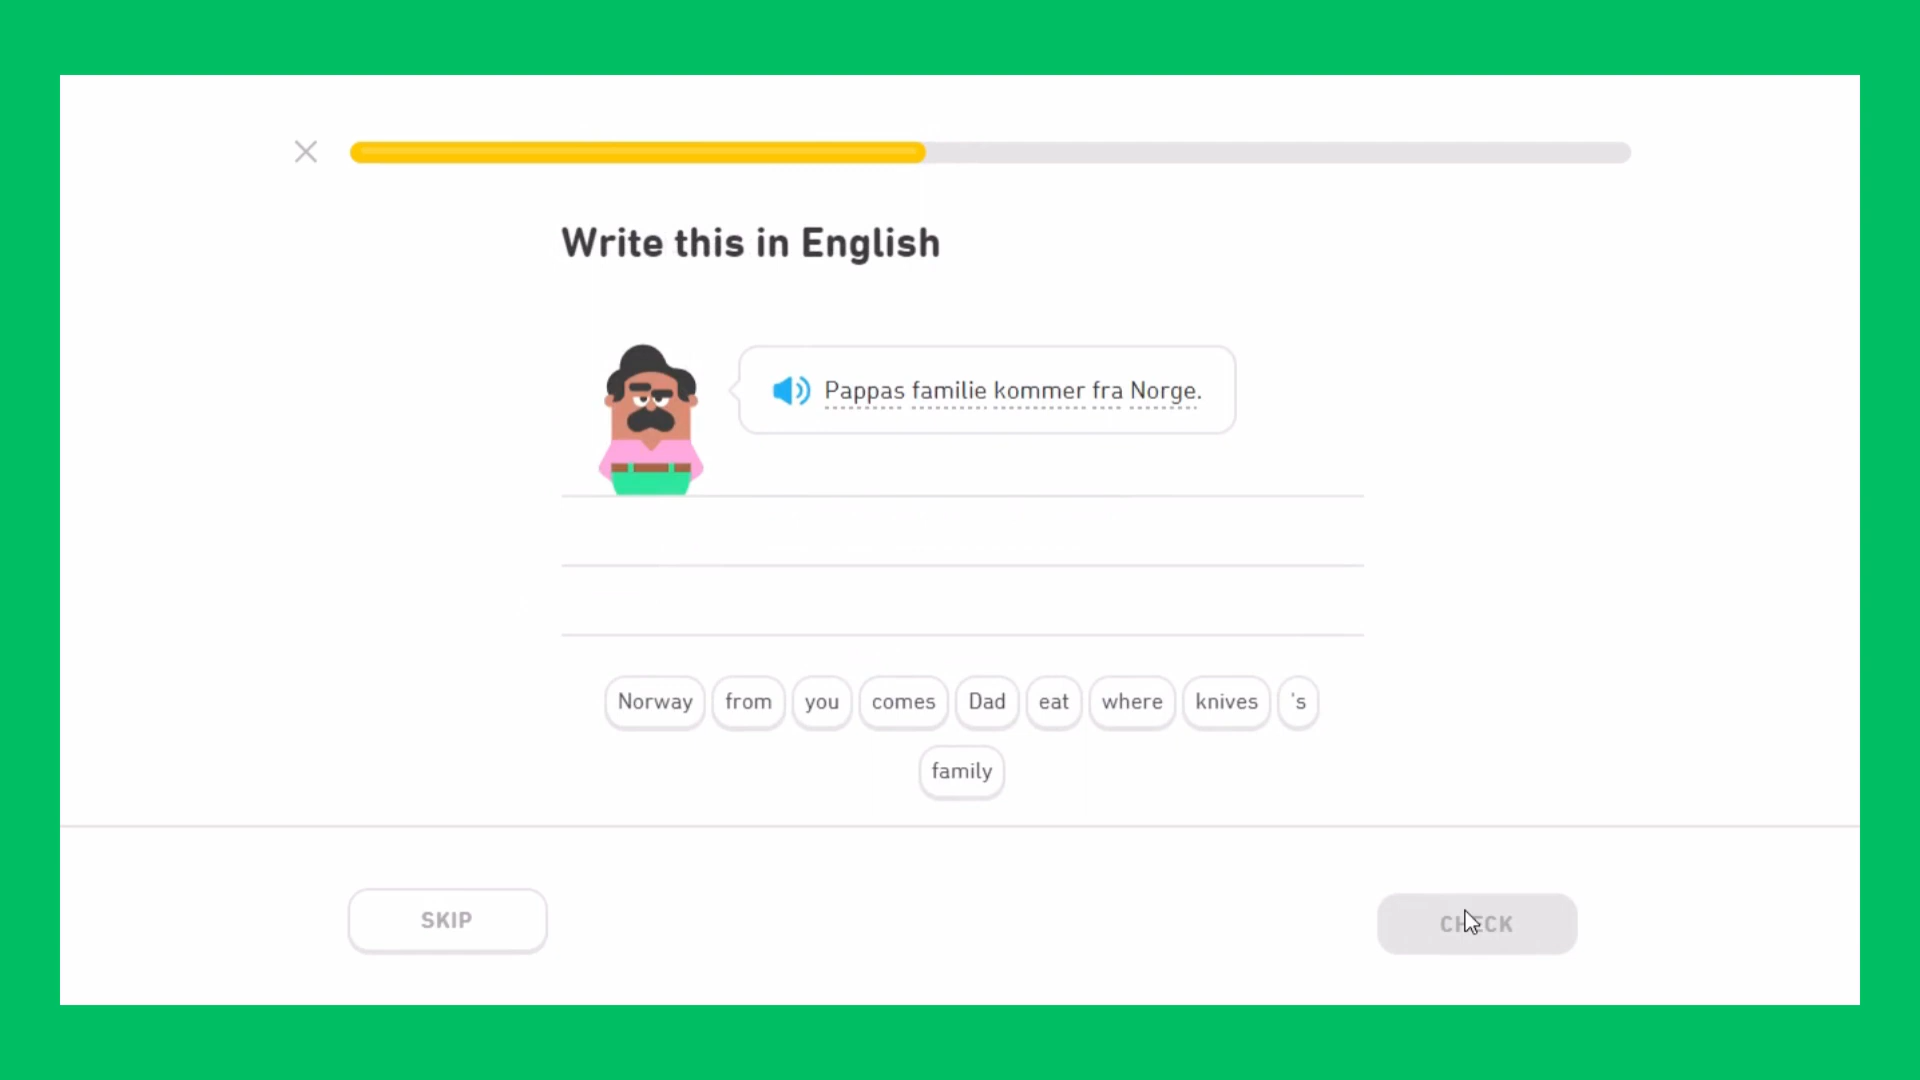 Write this in English
Pappas familie kommer fra Norge.
Norway from you comes Dad eat where knives 's
family
SKIP
CHECK